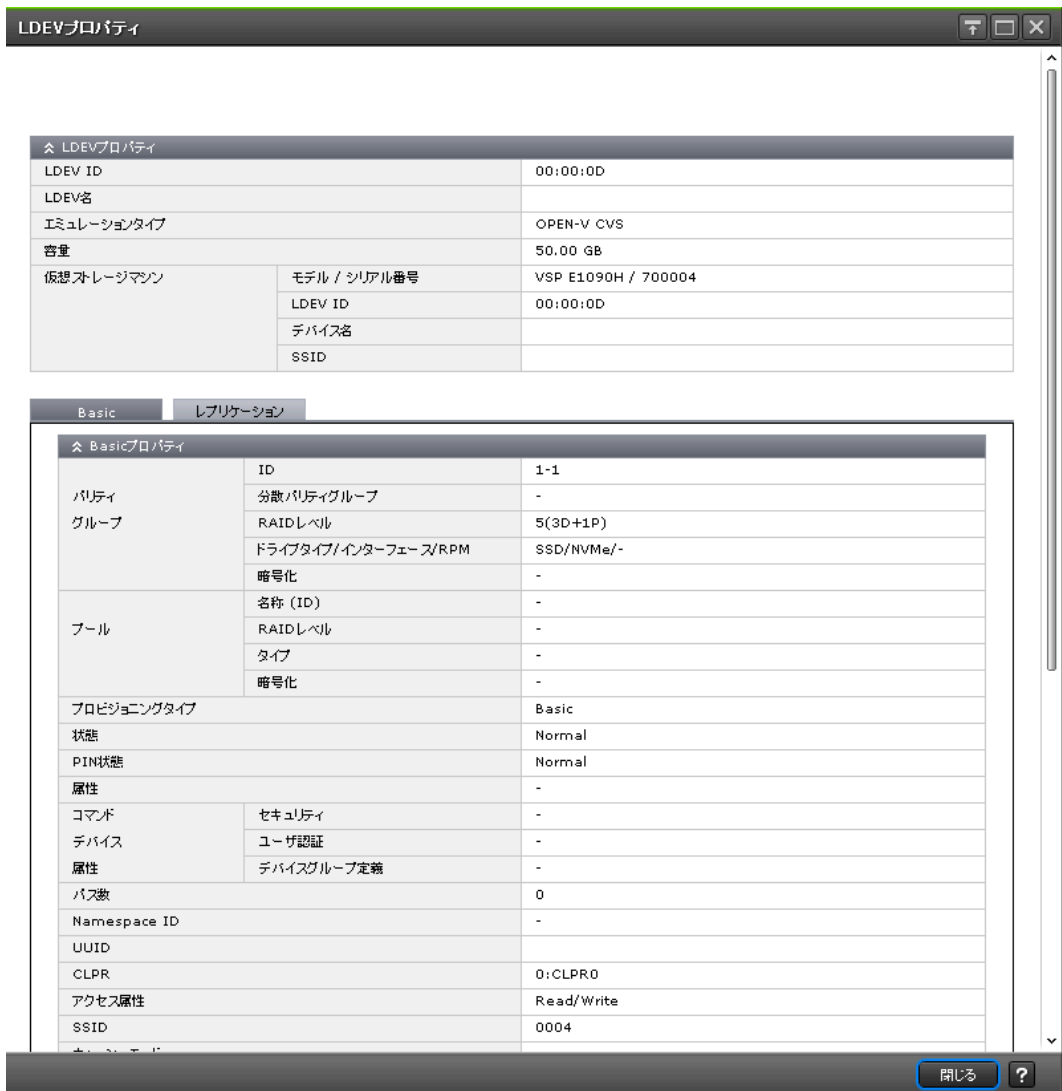 LDEVプロパティ
LDEVプロパティ
LDEV ID 00:00:0D
LDEV名
エミュレーションタイプ OPEN-V CVS
容量 50.00 GB
仮想ストレージマシン モデル / シリアル番号 VSP E1090H / 700004
LDEV ID 00:00:0D
デバイス名
SSID
Basic レプリケーション
Basicプロパティ
パリティグループ ID 1-1
分散パリティグループ -
RAIDレベル 5(3D+1P)
ドライブタイプ/インターフェース/RPM SSD/NVMe/-
暗号化 -
プール 名称 (ID) -
RAIDレベル -
タイプ -
暗号化 -
プロビジョニングタイプ Basic
状態 Normal
PIN状態 Normal
属性 -
コマンド セキュリティ -
デバイス ユーザ認証 -
属性 デバイスグループ定義 -
パス数 0
Namespace ID -
UUID
CLPR 0:CLPR0
アクセス属性 Read/Write
SSID 0004
閉じる ?